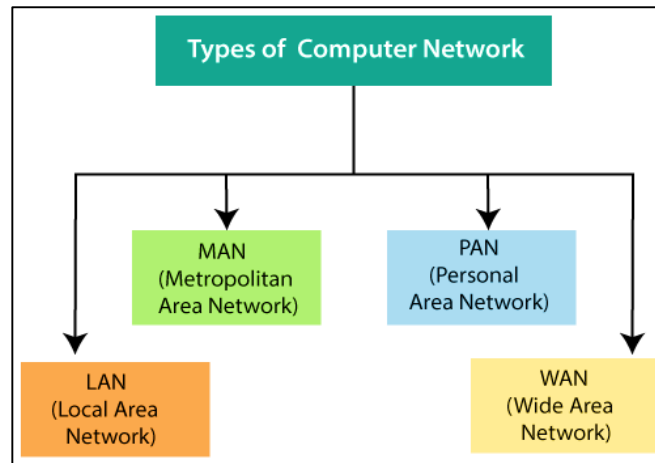 Types of Computer Network
MAN
(Metropolitan
Area Network)
PAN
(Personal
Area Network)
LAN
(Local Area
Network)
WAN
(Wide Area
Network)